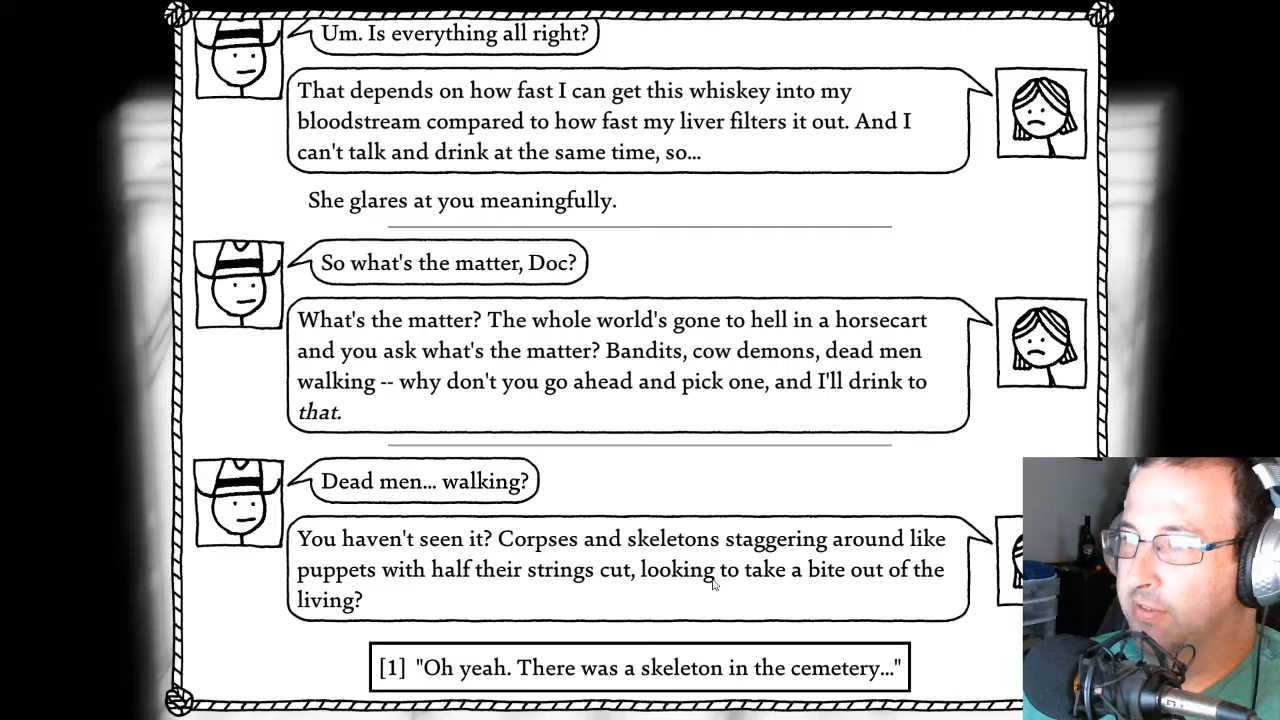 Um. Is everything all right?
That depends on how fast I can get this whiskey into my
bloodstream compared to how fast my liver filters it out. And I
can't talk and drink at the same time, so...
She glares at you meaningfully.
So what's the matter, Doc?
What's the matter? The whole world's gone to hell in a horsecart
and you ask what's the matter? Bandits, cow demons, dead men
walking -- why don't you go ahead and pick one, and I'll drink to
that.
Dead men... walking?
You haven't seen it? Corpses and skeletons staggering around like
puppets with half their strings cut, looking to take a bite out of the
living?
[1] "Oh yeah. There was a skeleton in the cemetery..."